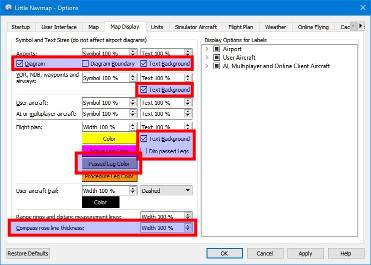 Little Navmap - Options
Startup User Interface Map Map Display Units Simulator Aircraft Flight Plan Weather Online Flying
Symbol and Text Sizes (do not affect airport diagrams)
Display Options for Labels
Airports: Symbol 100 % Text 100 %
Diagram Diagram Boundary Text Background
VOR, NDB, waypoints and airways: Symbol 100 % Text 100 %
Text Background
User aircraft: Symbol 100 % Text 100 %
AI or multiplayer aircraft: Symbol 100 % Text 100 %
Flight plan: Width 100 % Text 100 %
Color Text Background
Dim passed Legs
Passed Leg Color
Procedure Leg Color
User aircraft trail: Width 100 % Dashed
Color
Range rings and distanc measurement lines: Width 100 %
Compass rose line thickness: Width 100 %
Airport
User Aircraft
AI, Multiplayer and Online Client Aircraft
Restore Defaults OK Cancel Apply Help